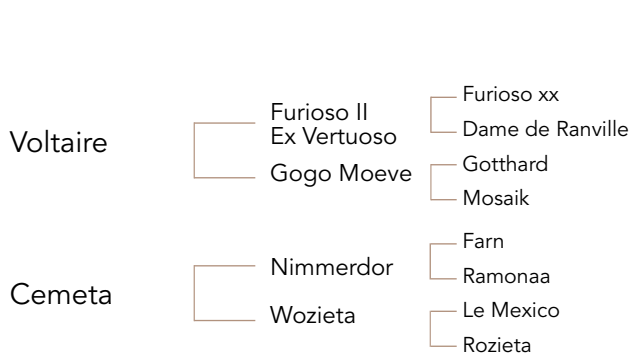 Voltaire
Furioso II
Ex Vertuoso
Gogo Moeve
Furioso xx
Dame de Ranville
Gotthard
Mosaik
Cemeta
Nimmerdor
Wozieta
Farn
Ramonaa
Le Mexico
Rozieta